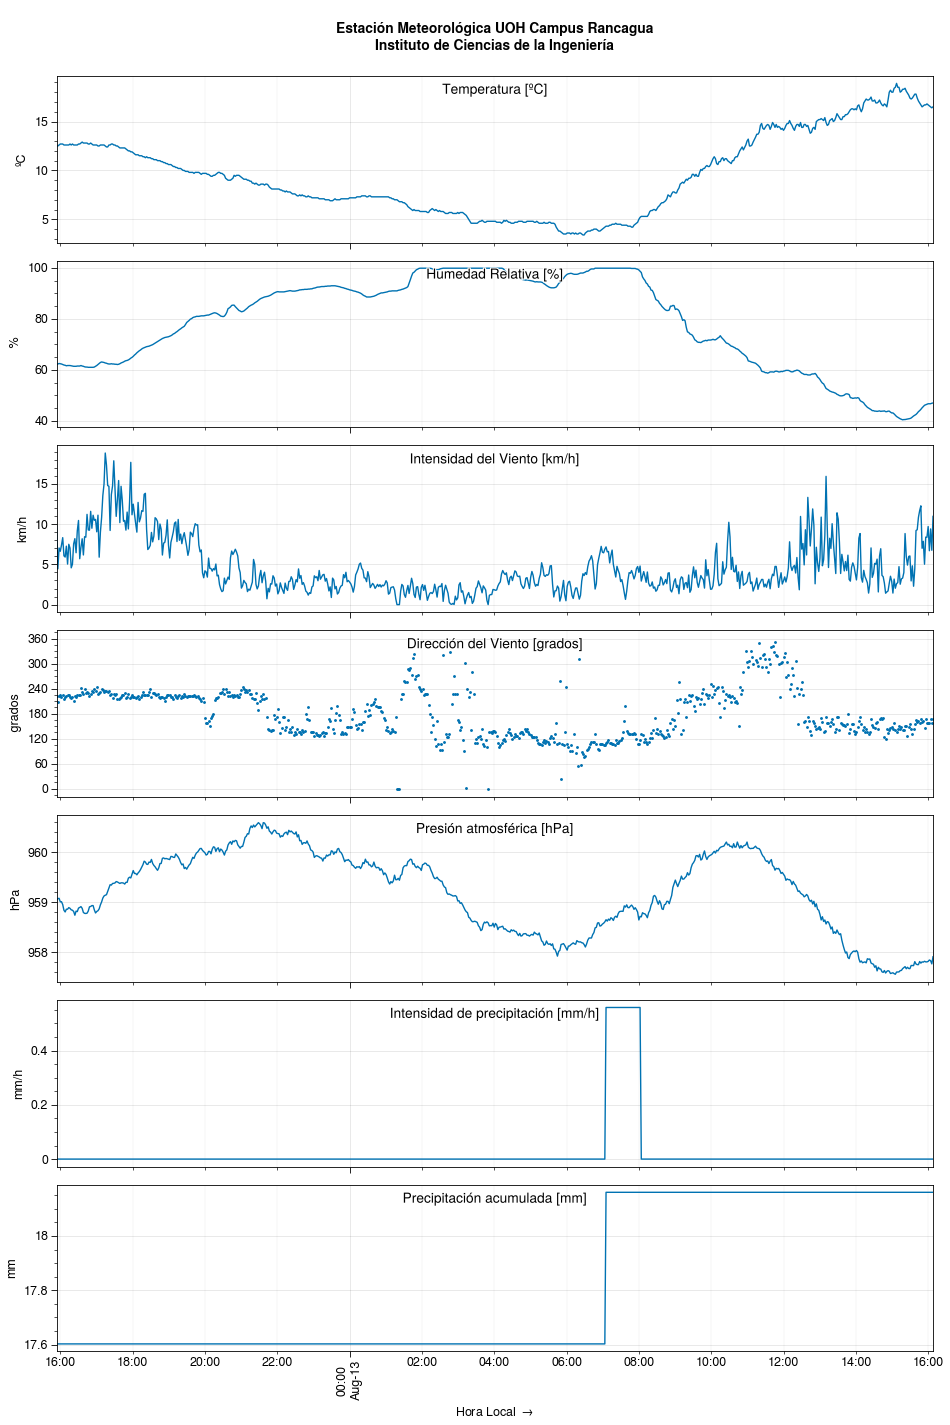 Estación Meteorológica UOH Campus Rancagua
Instituto de Ciencias de la Ingeniería
Temperatura [ºC]
ºC
15
10
5
Humedad Relativa [%]
%
100
80
60
40
Intensidad del Viento [km/h]
km/h
15
10
5
0
Dirección del Viento [grados]
grados
360
300
240
180
120
60
0
Presión atmosférica [hPa]
hPa
960
959
958
Intensidad de precipitación [mm/h]
mm/h
0.4
0.2
0
Precipitación acumulada [mm]
mm
18
17.8
17.6
16:00 18:00 20:00 22:00 00:00 02:00 04:00 06:00 08:00 10:00 12:00 14:00 16:00
Aug-13
Hora Local →